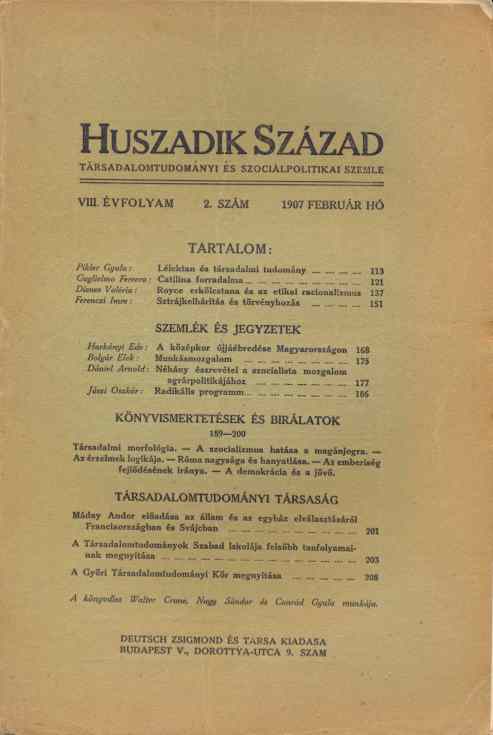 HUSZADIK SZÁZAD
TÁRSADALOMTUDOMÁNYI ÉS SZOCIÁLPOLITIKAI SZEMLE
VIII. ÉVFOLYAM 2. SZÁM 1907 FEBRUÁR HÓ
TARTALOM:
Pikler Gyula: Lélektan és társadalmi tudomány 113
Guglielmo Ferrero: Catilina forradalma 121
Dienes Valéria: Royce erkölcstana és az etikai racionalizmus 137
Ferenczi Imre: Sztrájkelhárítás és törvényhozás 151
SZEMLÉK ÉS JEGYZETEK
Harkányi Ede: A középkor újjáébredése Magyarországon 168
Bolgár Elek: Munkásmozgalom 175
Dániel Arnold: Néhány észrevétel a szocialista mozgalom
agrárpolitikájához 177
Jászi Oszkár: Radikális programm 186
KÖNYVISMERTETÉSEK ÉS BIRÁLATOK
189—200
Társadalmi morfológia. — A szocializmus hatása a magánjogra. —
Az érzelmek logikája. — Róma nagysága és hanyatlása. — Az emberiség
fejlődésének iránya. — A demokrácia és a jövő.
TÁRSADALOMTUDOMÁNYI TÁRSASÁG
Máday Andor előadása az állam és az egyház elválasztásáról
Francisországban és Svájcban 201
A Társadalomtudományok Szabad Iskolája felsőbb tanfolyamai-
nak megnyitása 203
A Győri Társadalomtudományi Kör megnyitása 208
A könyvdísz Walter Crane, Nagy Sándor és Conrád Gyula munkája.
DEUTSCH ZSIGMOND ÉS TÁRSA KIADÁSA
BUDAPEST V., DOROTTYA-UTCA 9. SZÁM